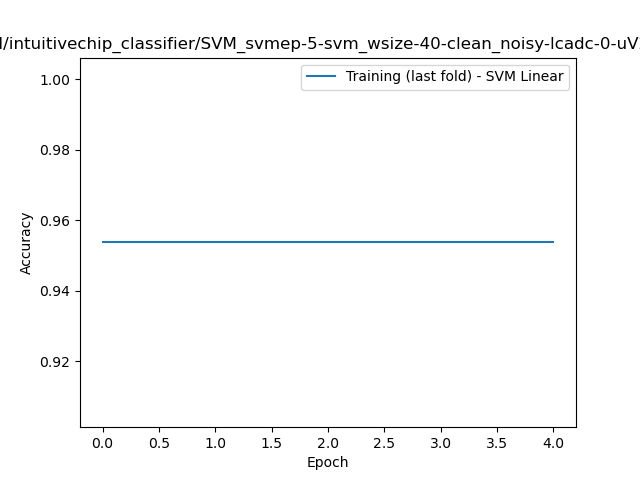 l/intuitivechip_classifier/SVM_svmep-5-svm_wsize-40-clean_noisy-lcadc-0-uV
Training (last fold) - SVM Linear
1.00
0.98
0.96
0.94
0.92
Accuracy
0.0 0.5 1.0 1.5 2.0 2.5 3.0 3.5 4.0
Epoch